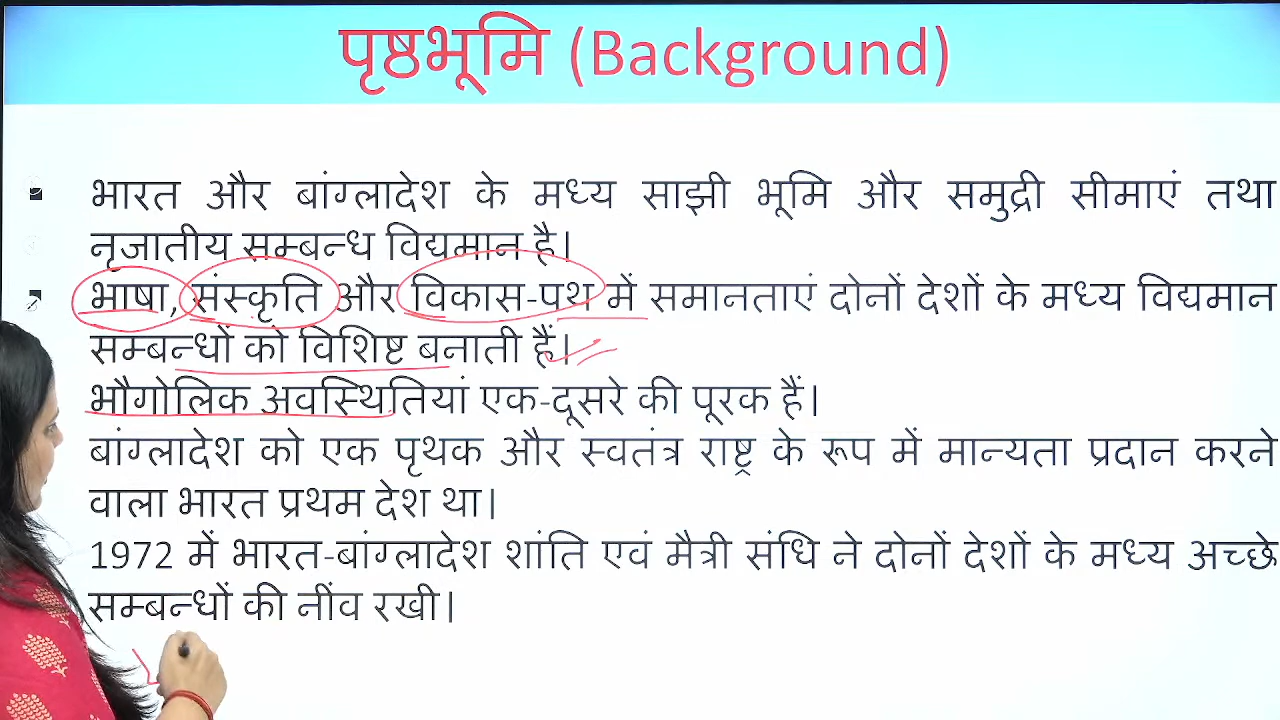 पृष्ठभूमि (Background)
भारत और बांग्लादेश के मध्य साझी भूमि और समुद्री सीमाएं तथा
नृजातीय सम्बन्ध विद्यमान है।
भाषा, संस्कृति और विकास-पथ में समानताएं दोनों देशों के मध्य विद्यमान
सम्बन्धों को विशिष्ट बनाती हैं।
भौगोलिक अवस्थितियां एक-दूसरे की पूरक हैं।
बांग्लादेश को एक पृथक और स्वतंत्र राष्ट्र के रूप में मान्यता प्रदान करने
वाला भारत प्रथम देश था।
1972 में भारत-बांग्लादेश शांति एवं मैत्री संधि ने दोनों देशों के मध्य अच्छे
सम्बन्धों की नींव रखी।